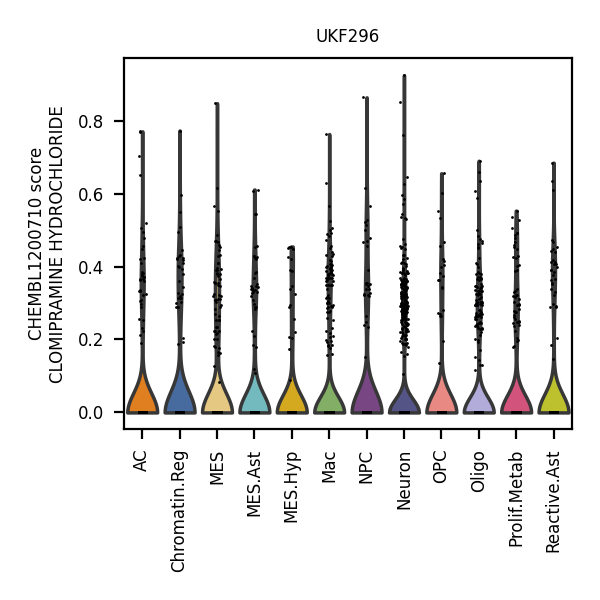 UKF296
CHEMBL1200710 score
CLOMIPRAMINE HYDROCHLORIDE
0.8
0.6
0.4
0.2
0.0
AC
Chromatin.Reg
MES
MES.Ast
MES.Hyp
Mac
NPC
Neuron
OPC
Oligo
Prolif.Metab
Reactive.Ast